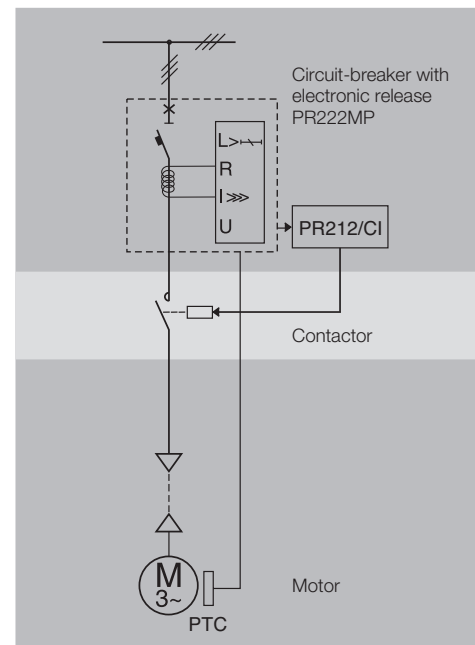 Circuit-breaker with
electronic release
PR222MP
L>
R
I>>>
U
PR212/CI
Contactor
M
3~
Motor
PTC